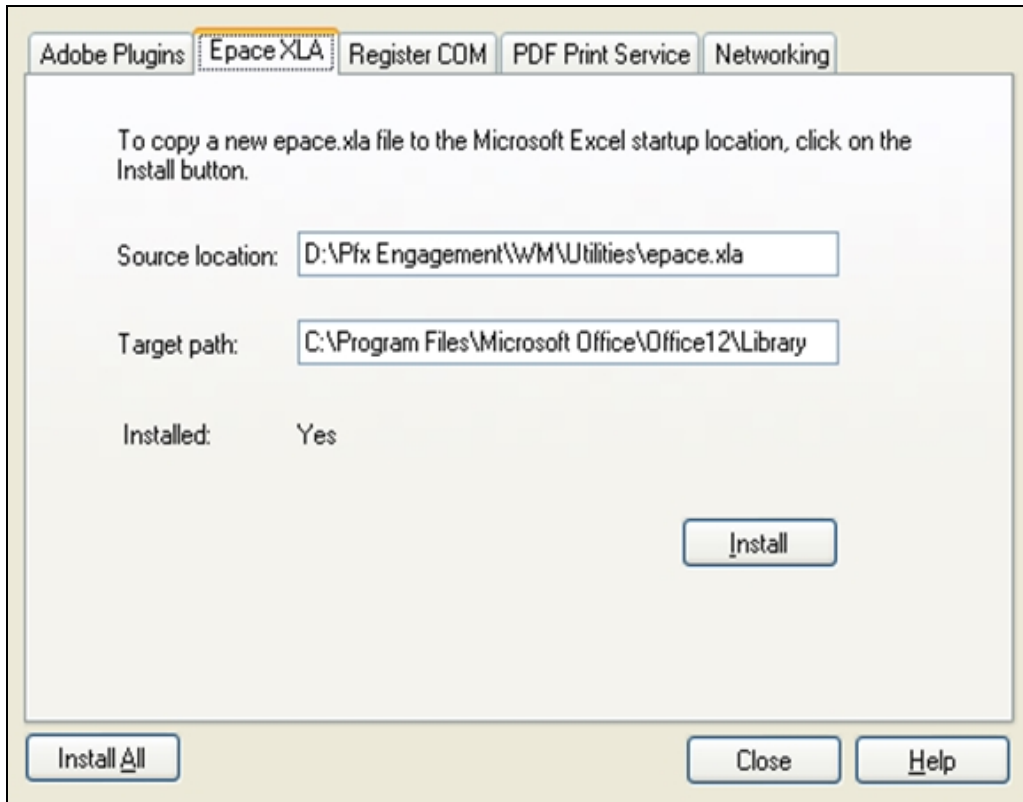 Adobe Plugins Epace XLA Register COM PDF Print Service Networking
To copy a new epace.xla file to the Microsoft Excel startup location, click on the
Install button.
Source location: D:\Pfx Engagement\WM\Utilities\epace.xla
Target path: C:\Program Files\Microsoft Office\Office12\Library
Installed: Yes
Install
Install All Close Help